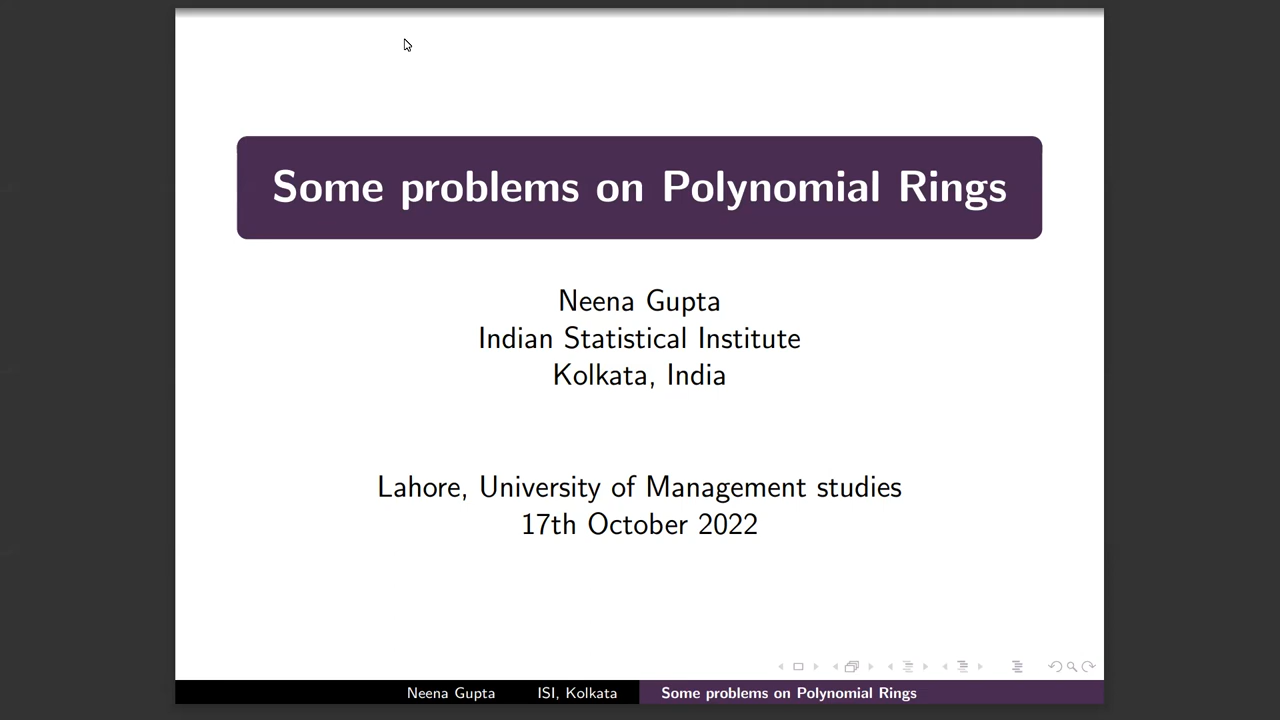 Some problems on Polynomial Rings
Neena Gupta
Indian Statistical Institute
Kolkata, India
Lahore, University of Management studies
17th October 2022
Neena Gupta ISI, Kolkata Some problems on Polynomial Rings